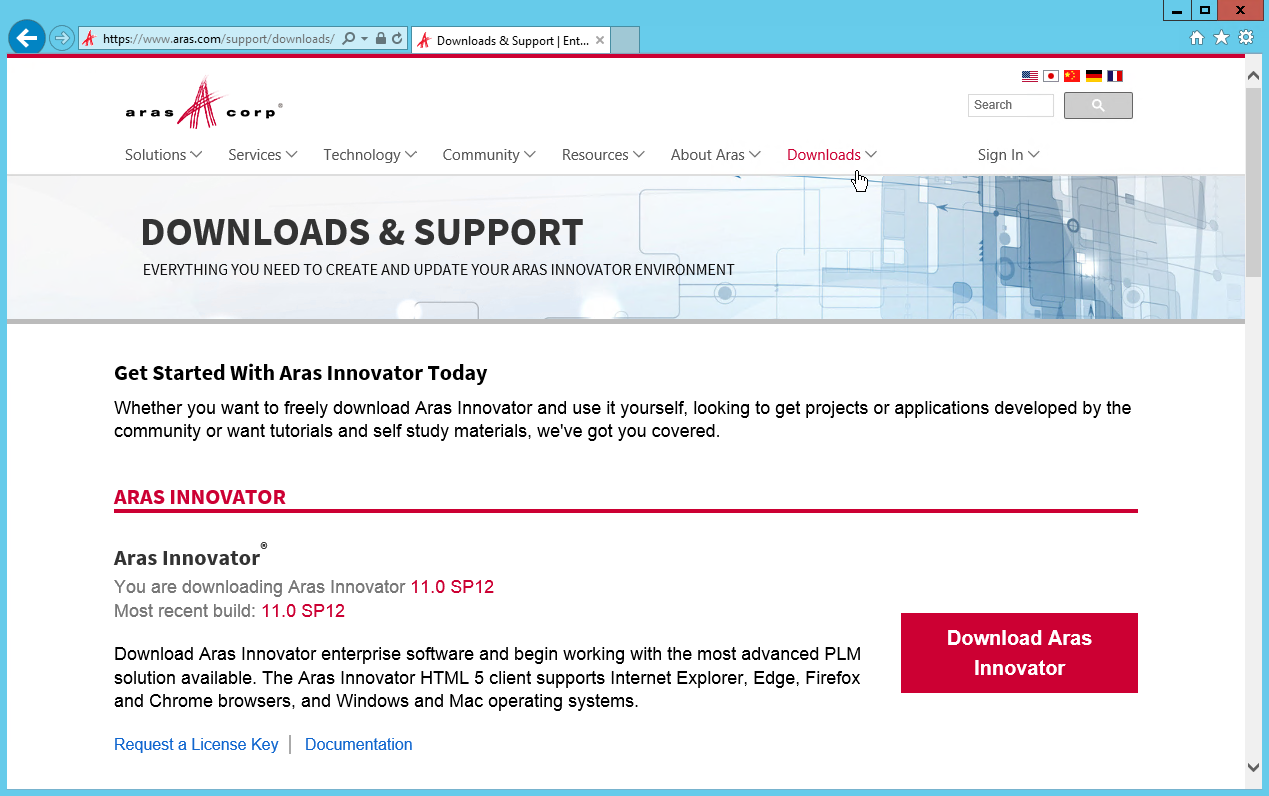 https://www.aras.com/support/downloads/
Downloads & Support | Ent...
aras corp®
Search
Solutions Services Technology Community Resources About Aras Downloads Sign In
DOWNLOADS & SUPPORT
EVERYTHING YOU NEED TO CREATE AND UPDATE YOUR ARAS INNOVATOR ENVIRONMENT
Get Started With Aras Innovator Today
Whether you want to freely download Aras Innovator and use it yourself, looking to get projects or applications developed by the
community or want tutorials and self study materials, we've got you covered.
ARAS INNOVATOR
Aras Innovator®
You are downloading Aras Innovator 11.0 SP12
Most recent build: 11.0 SP12
Download Aras Innovator enterprise software and begin working with the most advanced PLM
solution available. The Aras Innovator HTML 5 client supports Internet Explorer, Edge, Firefox
and Chrome browsers, and Windows and Mac operating systems.
Download Aras
Innovator
Request a License Key | Documentation